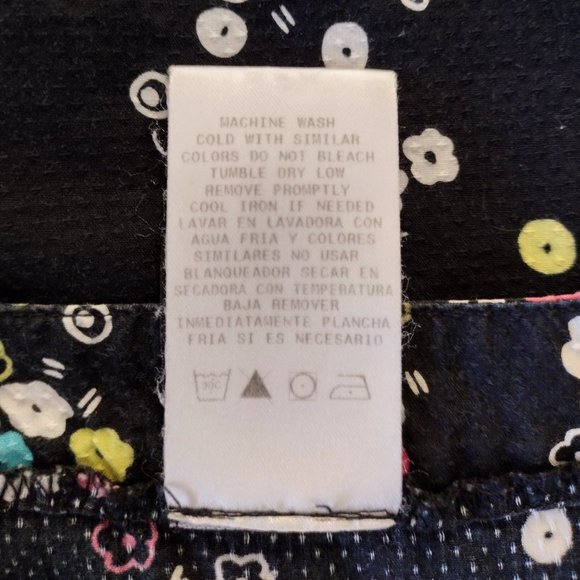 MACHINE WASH
COLD WITH SIMILAR
COLORS DO NOT BLEACH
TUMBLE DRY LOW
REMOVE PROMPTLY
COOL IRON IF NEEDED
LAVAR EN LAVADORA CON
AGUA FRIA Y COLORES
SIMILARES NO USAR
BLANQUEADOR SECAR EN
SECADORA CON TEMPERATURA
BAJA REMOVER
INMEDIATAMENTE PLANCHA
FRIA SI ES NECESARIO
30C